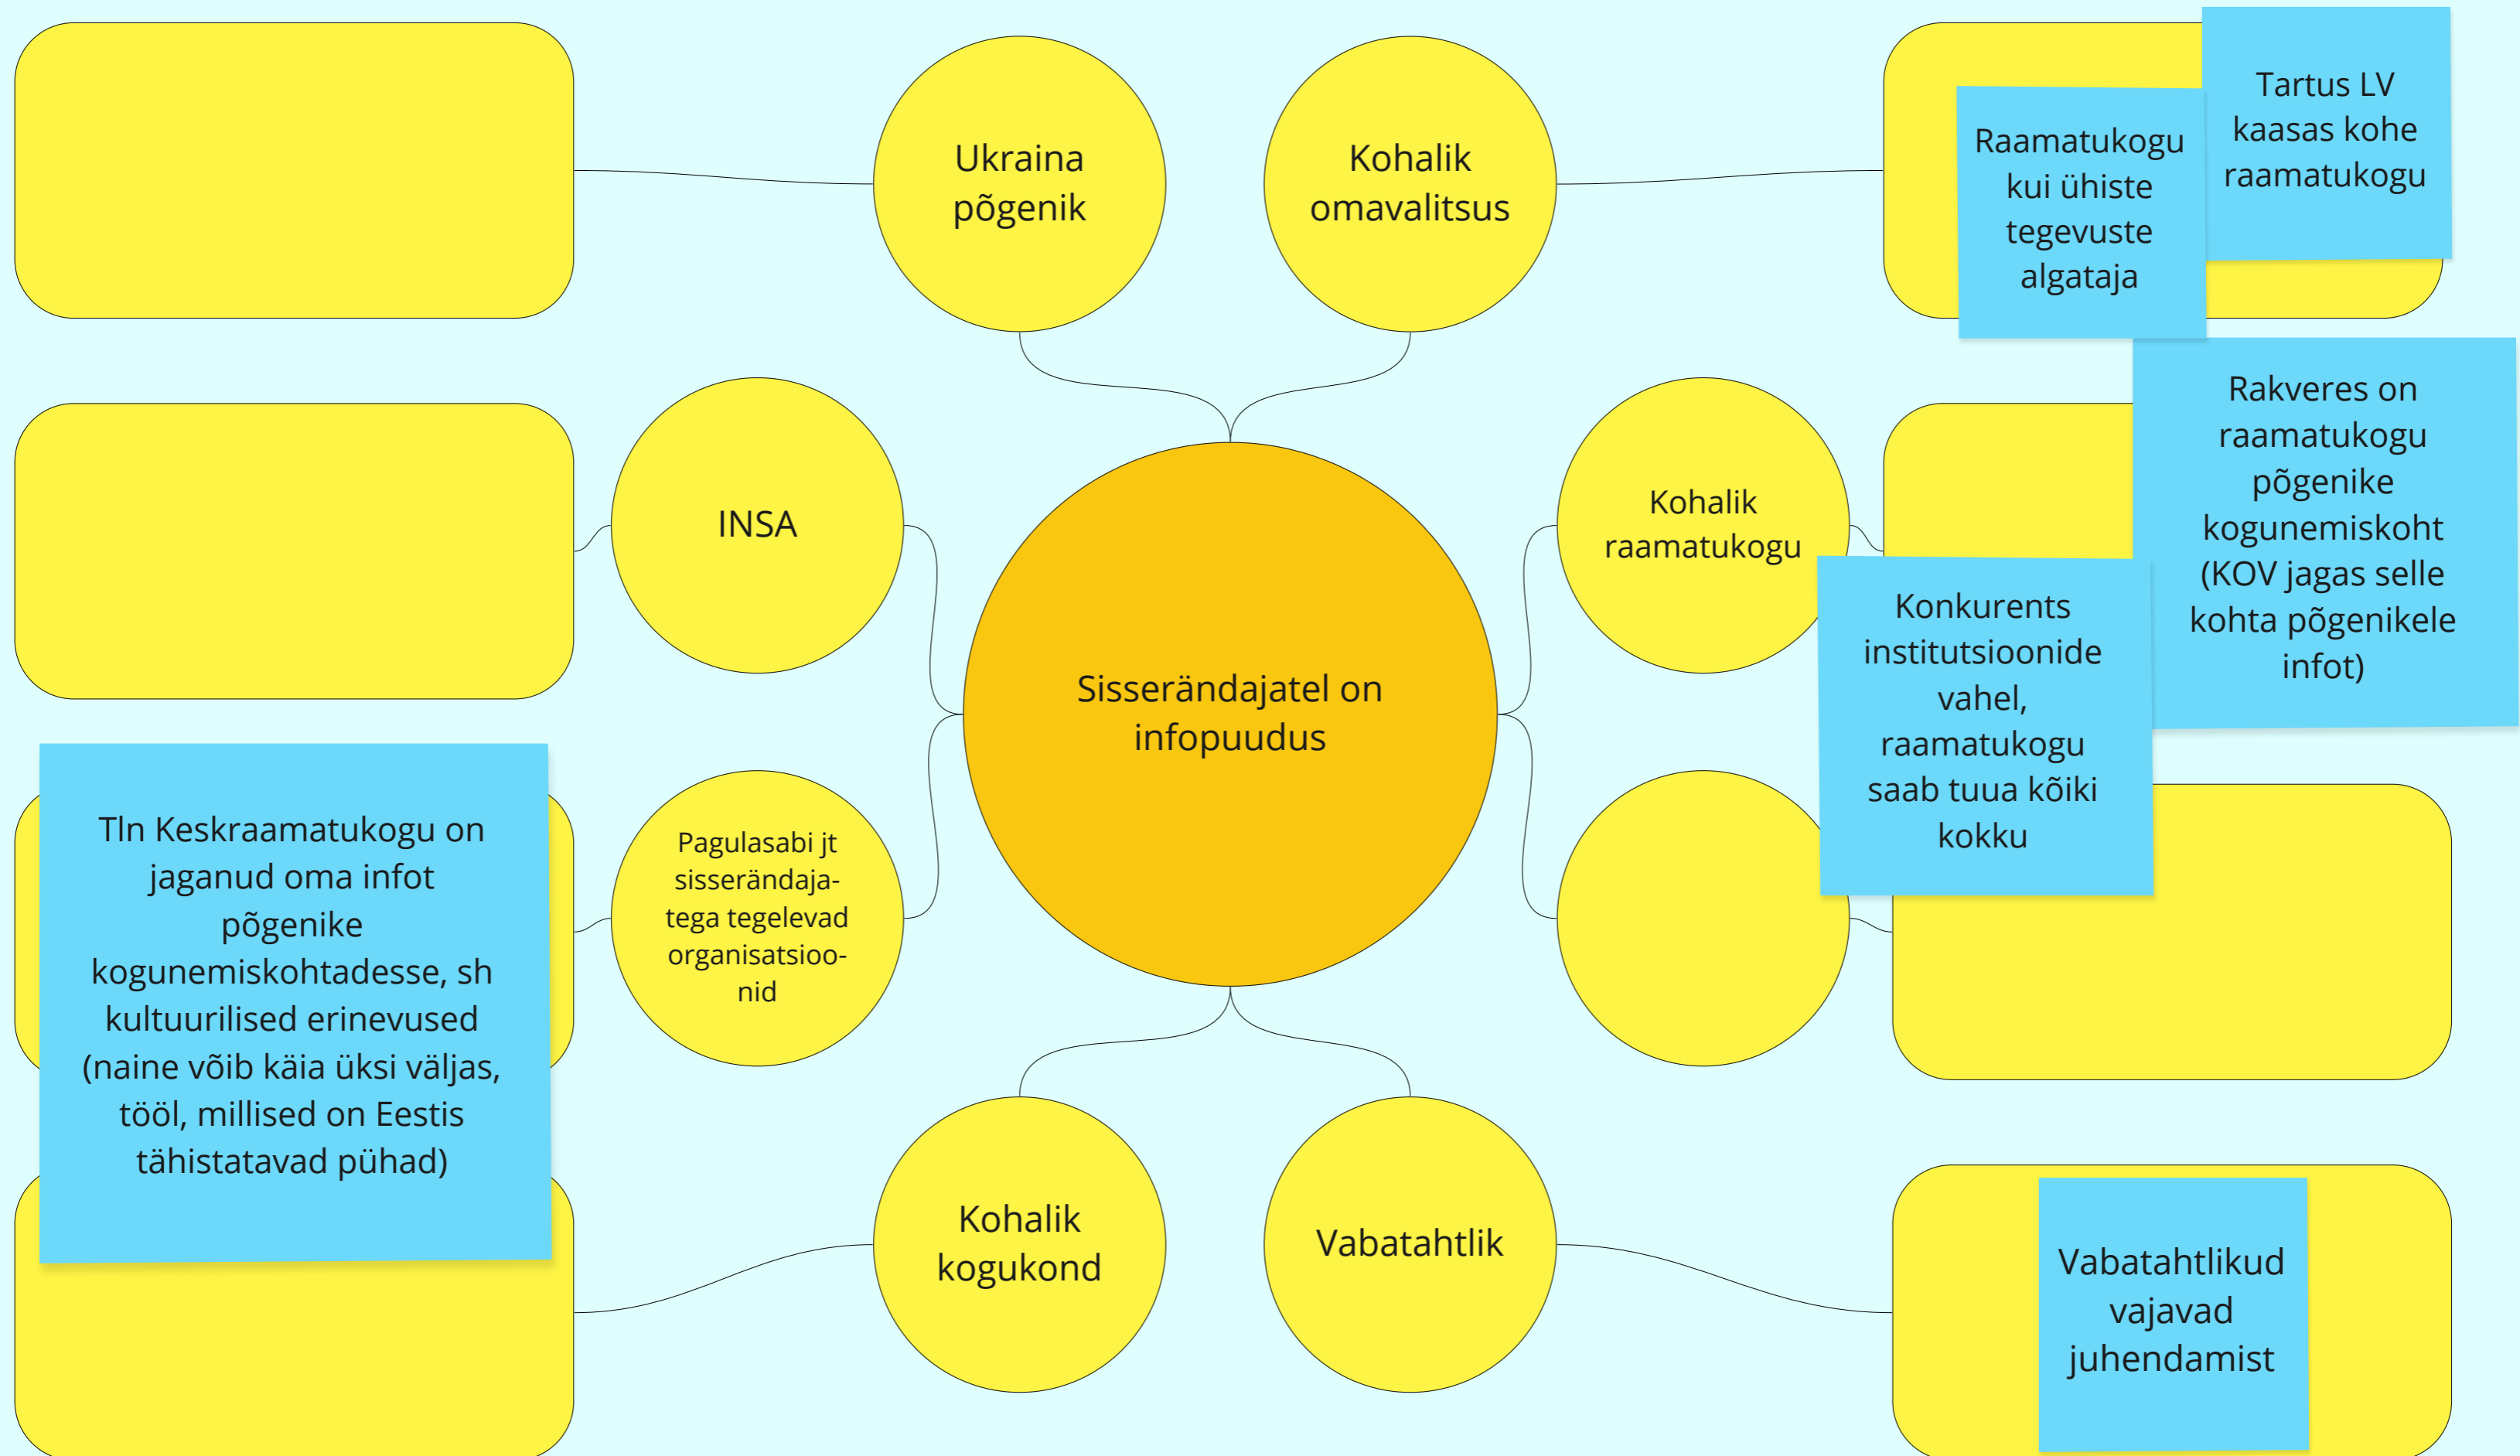 Ukraina
põgenik
Kohalik
omavalitsus
Raamatukogu
kui ühiste
tegevuste
algataja
Tartus LV
kaasas kohe
raamatukogu
INSA
Kohalik
raamatukogu
Rakveres on
raamatukogu
põgenike
kogunemiskoht
(KOV jagas selle
kohta põgenikele
infot)
Sisserändajatel on
infopuudus
Konkurents
institutsioonide
vahel,
raamatukogu
saab tuua kõiki
kokku
Tln Keskraamatukogu on
jaganud oma infot
põgenike
kogunemiskohtadesse, sh
kultuurilised erinevused
(naine võib käia üksi väljas,
tööl, millised on Eestis
tähistatavad pühad)
Pagulasabi jt
sisserändaja-
tega tegelevad
organisatsioo-
nid
Kohalik
kogukond
Vabatahtlik
Vabatahtlikud
vajavad
juhendamist